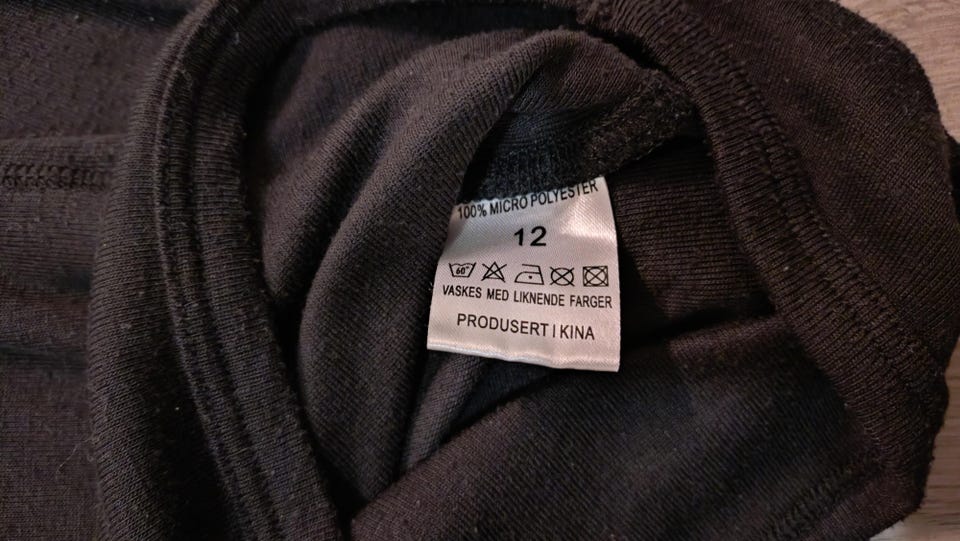 100% MICRO POLYESTER
12
60°
VASKES MED LIKNENDE FARGER
PRODUSERT I KINA